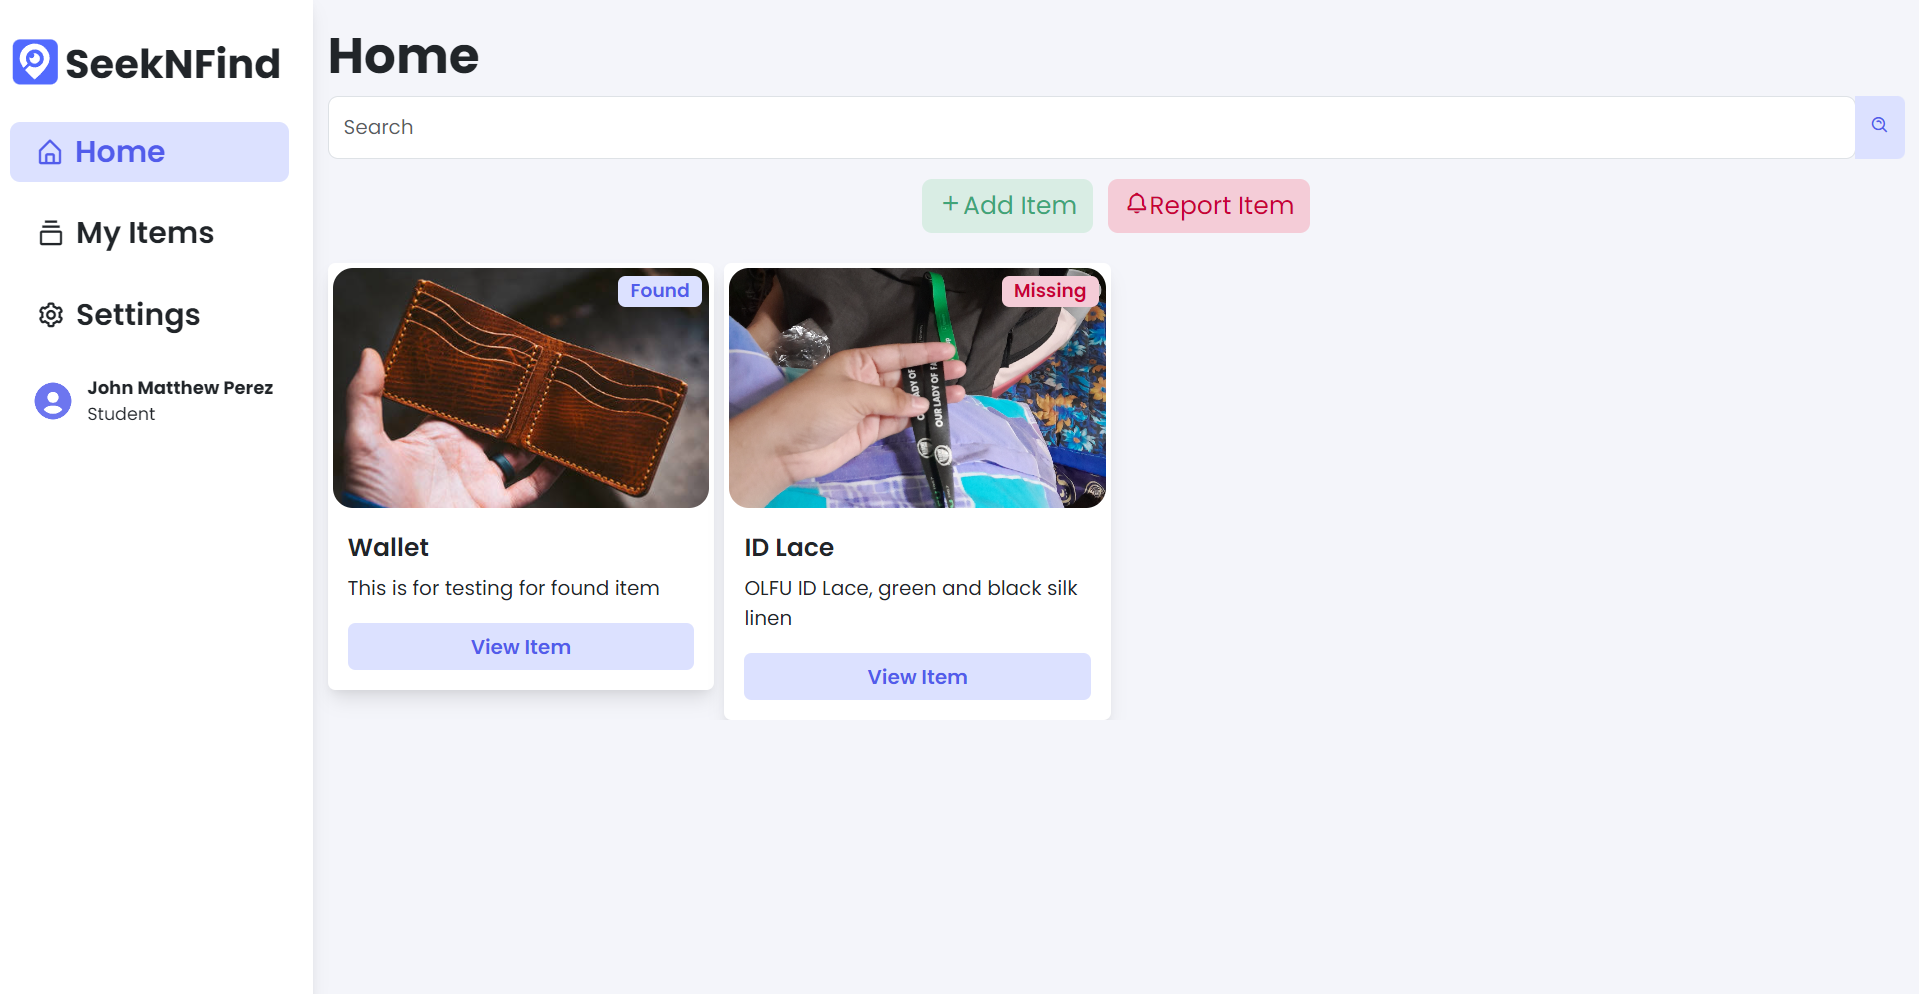 SeekNFind
Home
My Items
Settings
John Matthew Perez
Student
Home
Search
+Add Item
Report Item
Found
Wallet
This is for testing for found item
View Item
Missing
OUR LADY OF
ID Lace
OLFU ID Lace, green and black silk
linen
View Item